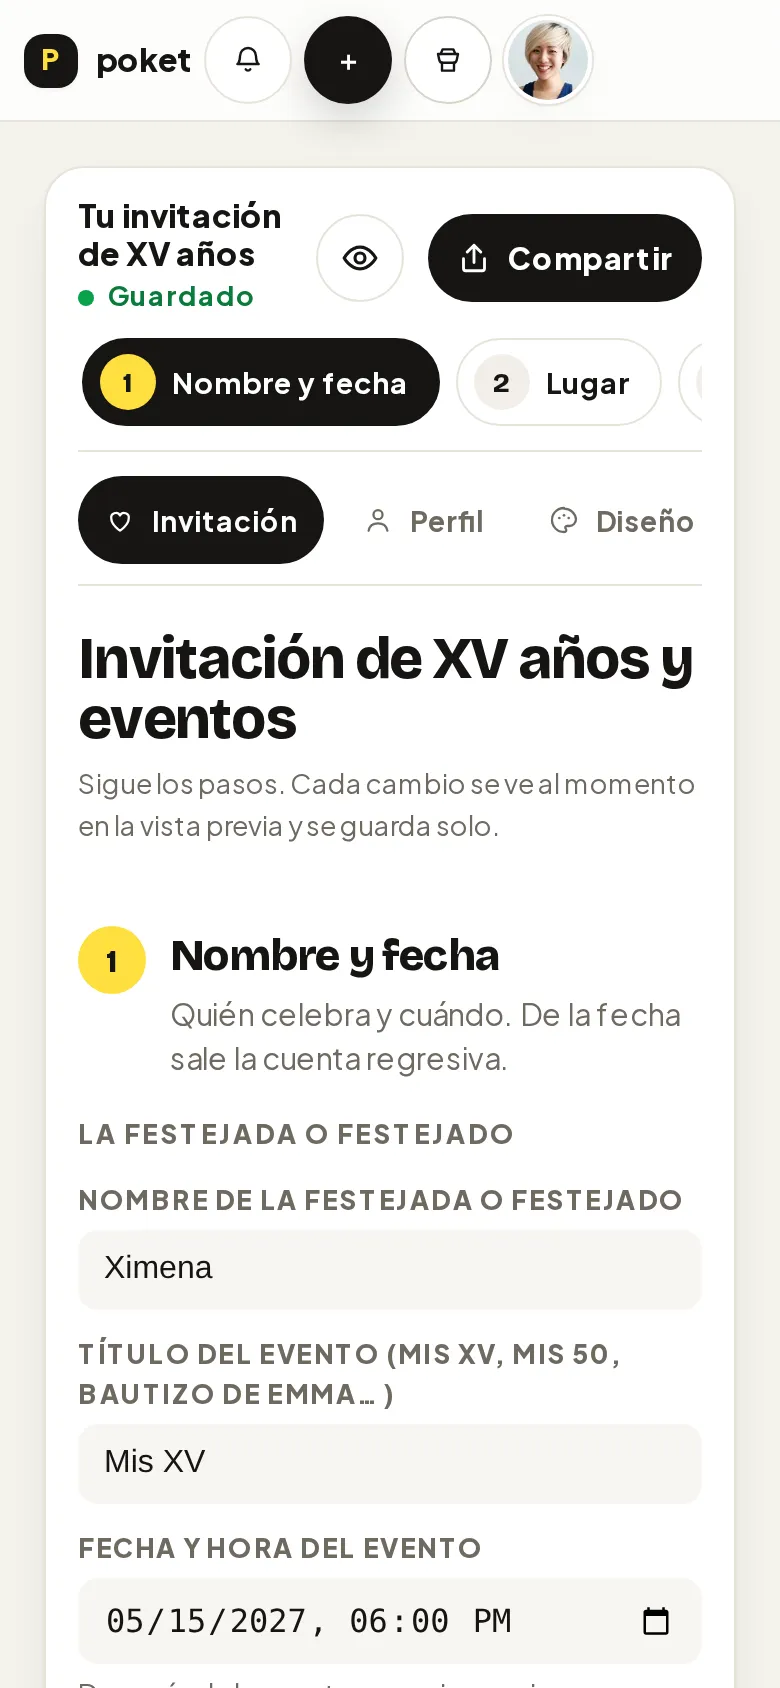 P poket +
Tu invitación
de XV años
Guardado
Compartir
1 Nombre y fecha
2 Lugar
Invitación Perfil Diseño
Invitación de XV años y
eventos
Sigue los pasos. Cada cambio se ve al momento
en la vista previa y se guarda solo.
1 Nombre y fecha
Quién celebra y cuándo. De la fecha
sale la cuenta regresiva.
LA FESTEJADA O FESTEJADO
NOMBRE DE LA FESTEJADA O FESTEJADO
Ximena
TÍTULO DEL EVENTO (MIS XV, MIS 50,
BAUTIZO DE EMMA… )
Mis XV
FECHA Y HORA DEL EVENTO
05/15/2027, 06:00 PM